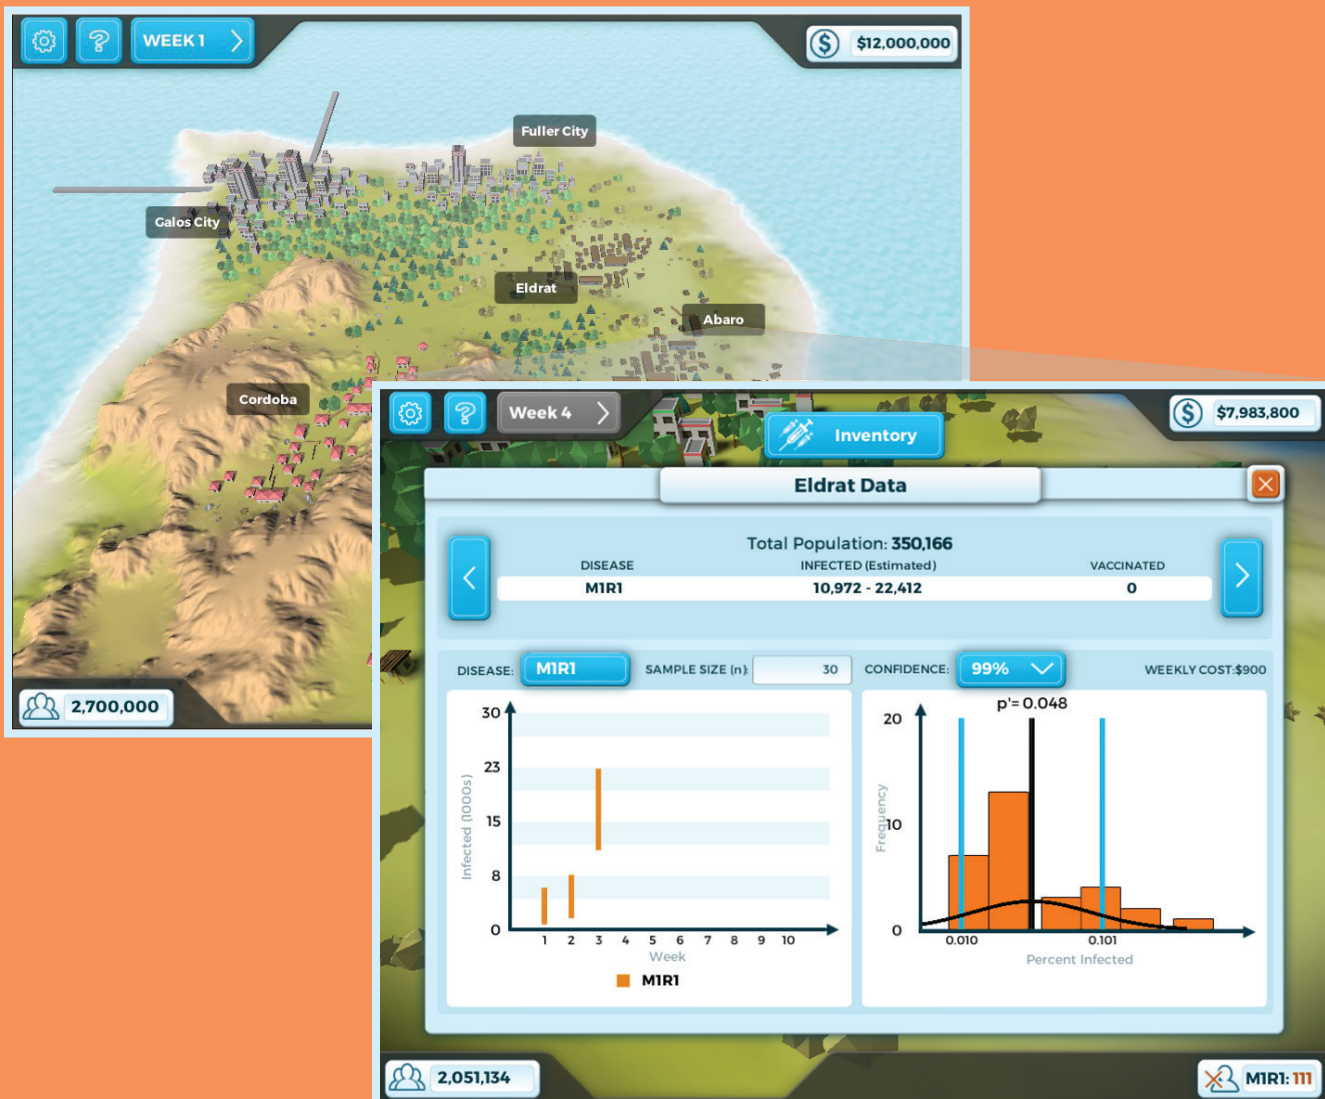 WEEK 1
$12,000,000
Fuller City
Galos City
Eldrat
Abaro
Cordoba
2,700,000
Week 4
Inventory
$7,983,800
Eldrat Data
Total Population: 350,166
DISEASE INFECTED (Estimated) VACCINATED
M1R1 10,972 - 22,412 0
DISEASE: M1R1 SAMPLE SIZE (n): 30 CONFIDENCE: 99% WEEKLY COST:$900
30
23
15
8
0
Infected (1000s)
1 2 3 4 5 6 7 8 9 10
Week
M1R1
p'= 0.048
20
10
0
Frequency
0.010 0.101
Percent Infected
2,051,134
M1R1: 111